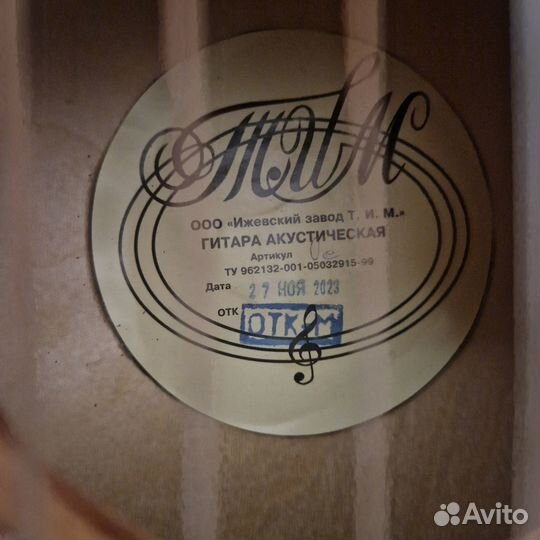 ТИМ
ООО «Ижевский завод Т. И. М.»
ГИТАРА АКУСТИЧЕСКАЯ
Артикул
ТУ 962132-001-05032915-99
Дата 27 НОЯ 2023
ОТК ОТК-М
Avito